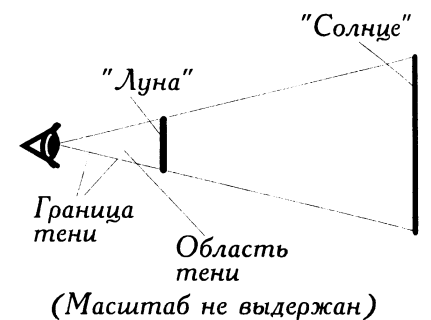 "Солнце"
"Луна"
Граница
тени
Область
тени
(Масштаб не выдержан)